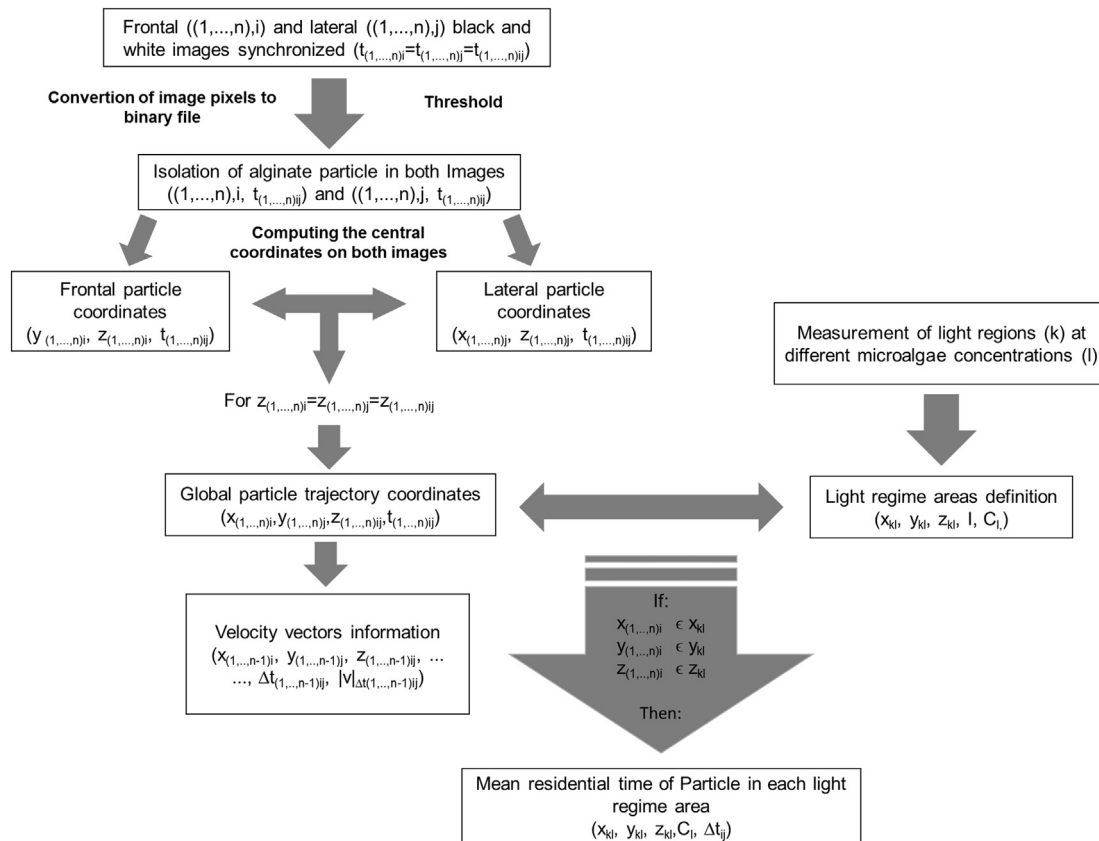 Frontal ((1,...,n),i) and lateral ((1,...,n),j) black and
white images synchronized (t(1,...,n)i=t(1,...,n)j=t(1,...,n)ij)
Convertion of image pixels to
binary file
Threshold
Isolation of alginate particle in both Images
((1,...,n),i, t(1,...,n)ij) and ((1,...,n),j, t(1,...,n)ij)
Computing the central
coordinates on both images
Frontal particle
coordinates
(y (1,...,n)i, z(1,...,n)i, t(1,...,n)ij)
Lateral particle
coordinates
(x(1,...,n)j, z(1,...,n)j, t(1,...,n)ij)
Measurement of light regions (k) at
different microalgae concentrations (l)
For z(1,...,n)i=z(1,...,n)j=z(1,...,n)ij
Global particle trajectory coordinates
(x(1,..,n)i,y(1,...,n)j,z(1,...,n)ij,t(1,..,n)ij)
Light regime areas definition
(xkl, ykl, zkl, I, Cl,)
Velocity vectors information
(x(1,..,n-1)i, y(1,..,n-1)j, z(1,..,n-1)ij, ...
..., Δt(1,..,n-1)ij, |v|Δt(1,..,n-1)ij)
If:
x(1,..,n)i ϵ xkl
y(1,..,n)i ϵ ykl
z(1,..,n)i ϵ zkl
Then:
Mean residential time of Particle in each light
regime area
(xkl, ykl, zkl,Cl, Δtij)